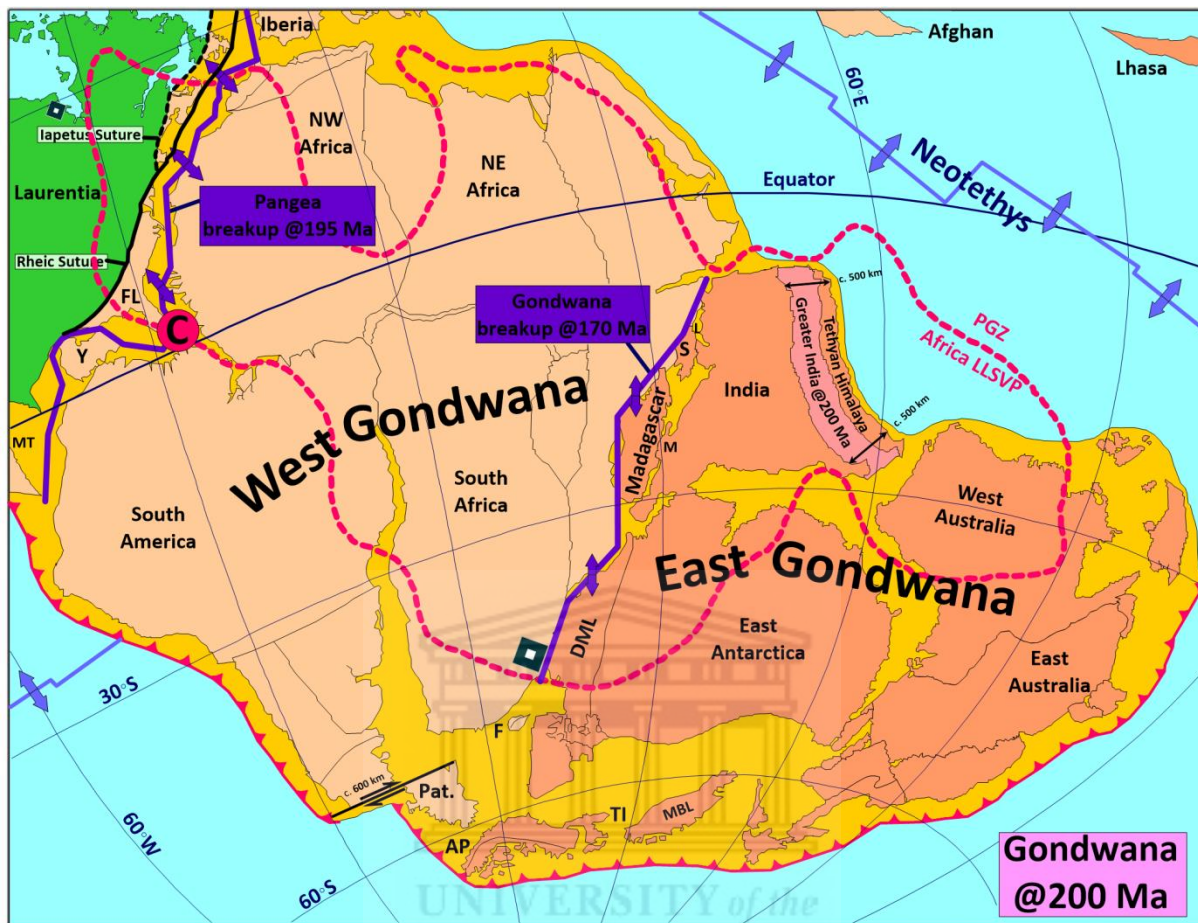 Iberia
Afghan
Lhasa
60°E
NW
Africa
NE
Africa
Iapetus Suture
Neotethys
Laurentia
Equator
Pangea
breakup @195 Ma
Rheic Suture
c. 500 km
FL
Gondwana
breakup @170 Ma
PGZ
Africa LLSVP
C
L
S
Y
Greater India @200 Ma
Tethyan Himalaya
India
c. 500 km
West Gondwana
Madagascar
MT
M
South
Africa
West
Australia
South
America
East Gondwana
DML
East
Antarctica
East
Australia
30°S
F
c. 600 km
Pat.
TI
MBL
60°W
AP
60°S
Gondwana
@200 Ma
UNIVERSITY of the